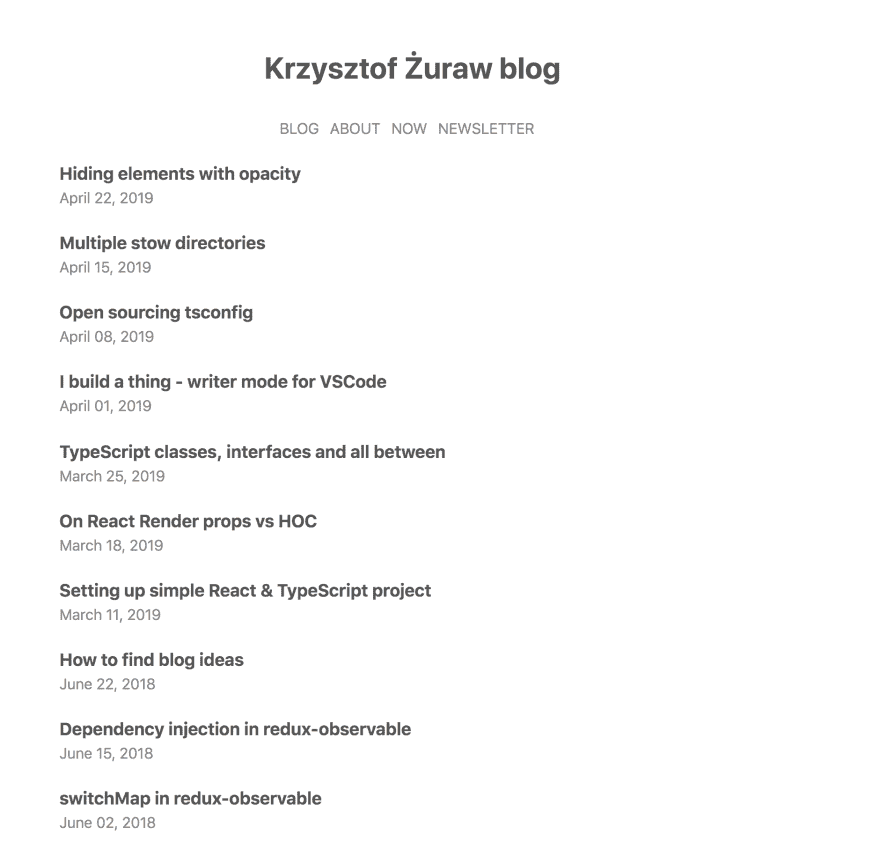 Krzysztof Żuraw blog
BLOG ABOUT NOW NEWSLETTER
Hiding elements with opacity
April 22, 2019
Multiple stow directories
April 15, 2019
Open sourcing tsconfig
April 08, 2019
I build a thing - writer mode for VSCode
April 01, 2019
TypeScript classes, interfaces and all between
March 25, 2019
On React Render props vs HOC
March 18, 2019
Setting up simple React & TypeScript project
March 11, 2019
How to find blog ideas
June 22, 2018
Dependency injection in redux-observable
June 15, 2018
switchMap in redux-observable
June 02, 2018